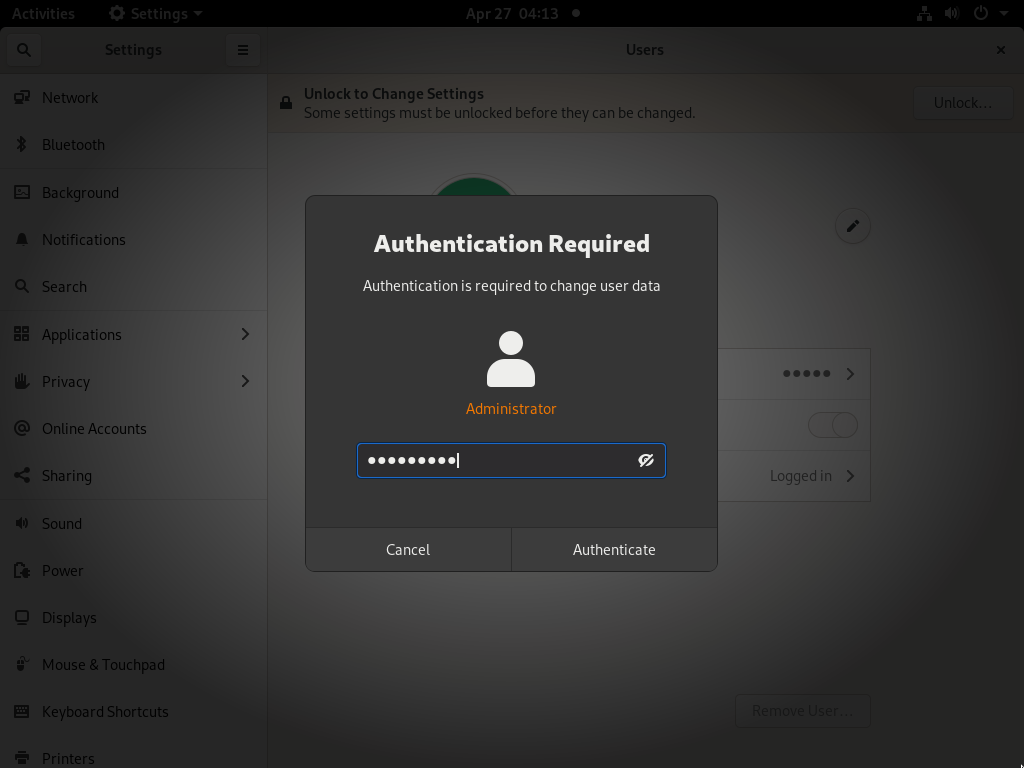 Activities
Settings
Apr 27 04:13
Settings
Users
Network
Bluetooth
Background
Notifications
Search
Applications
Privacy
Online Accounts
Sharing
Sound
Power
Displays
Mouse & Touchpad
Keyboard Shortcuts
Printers
Unlock to Change Settings
Some settings must be unlocked before they can be changed.
Unlock…
Logged in
Remove User…
Authentication Required
Authentication is required to change user data
Administrator
Cancel
Authenticate